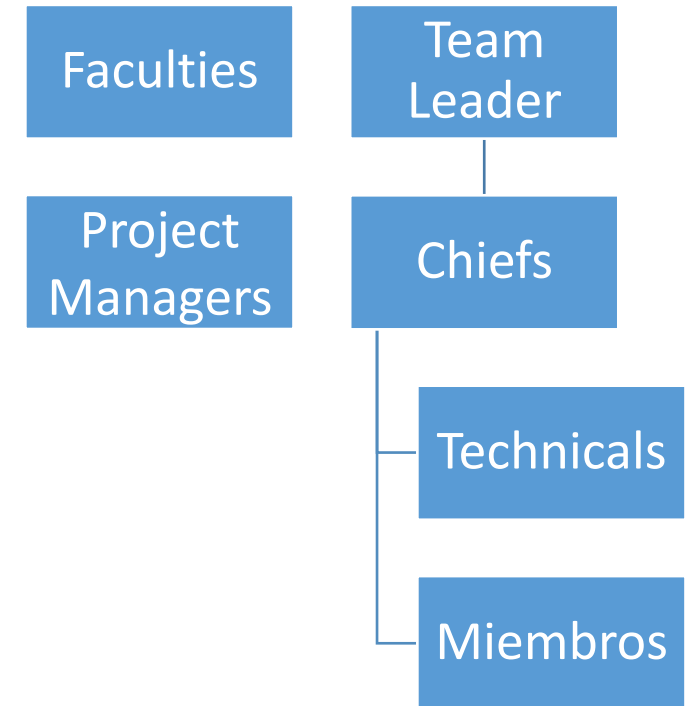 Faculties
Team
Leader
Project
Managers
Chiefs
Technicals
Miembros